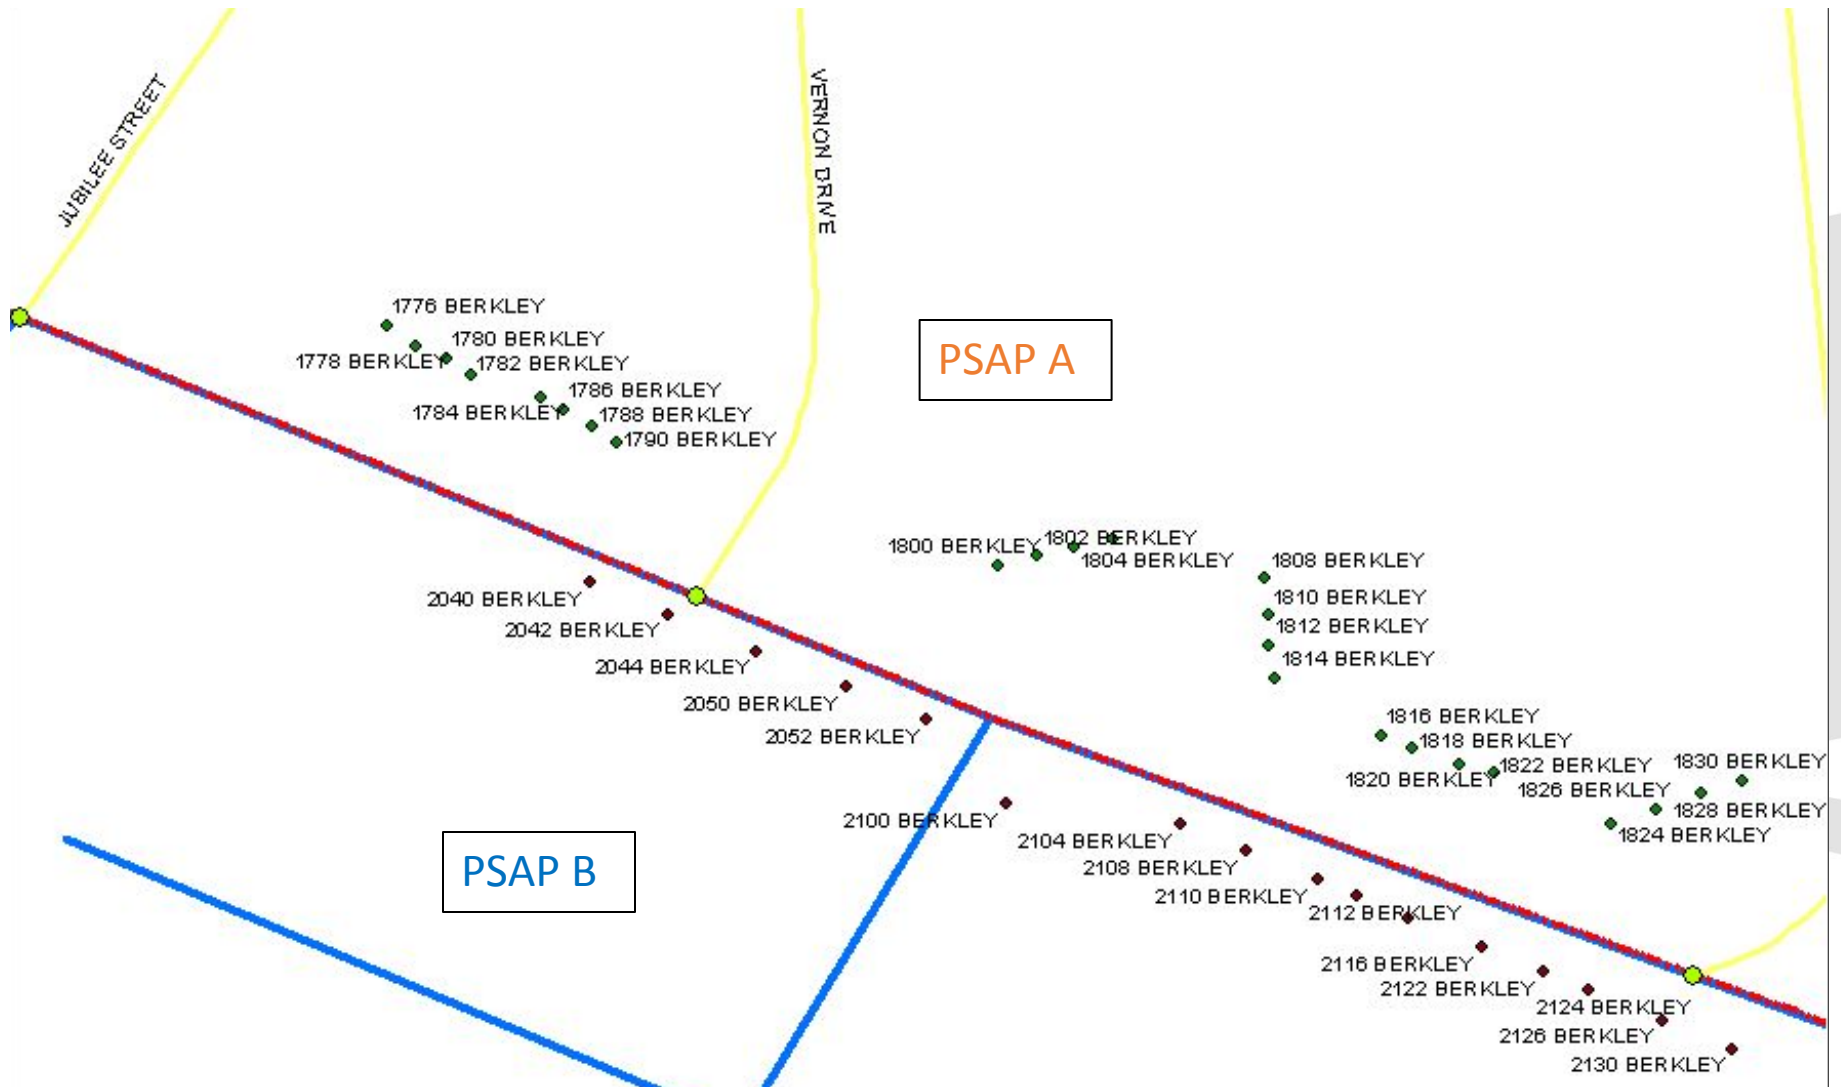 JUBILEE STREET
VERNON DRIVE
1776 BERKLEY
1780 BERKLEY
1778 BERKLEY
1782 BERKLEY
1786 BERKLEY
1784 BERKLEY
1788 BERKLEY
1790 BERKLEY
PSAP A
1800 BERKLEY
1802 BERKLEY
1804 BERKLEY
1808 BERKLEY
1810 BERKLEY
1812 BERKLEY
1814 BERKLEY
2040 BERKLEY
2042 BERKLEY
2044 BERKLEY
2050 BERKLEY
2052 BERKLEY
1816 BERKLEY
1818 BERKLEY
1820 BERKLEY
1822 BERKLEY
1830 BERKLEY
1826 BERKLEY
1828 BERKLEY
1824 BERKLEY
2100 BERKLEY
2104 BERKLEY
2108 BERKLEY
2110 BERKLEY
2112 BERKLEY
PSAP B
2116 BERKLEY
2122 BERKLEY
2124 BERKLEY
2126 BERKLEY
2130 BERKLEY